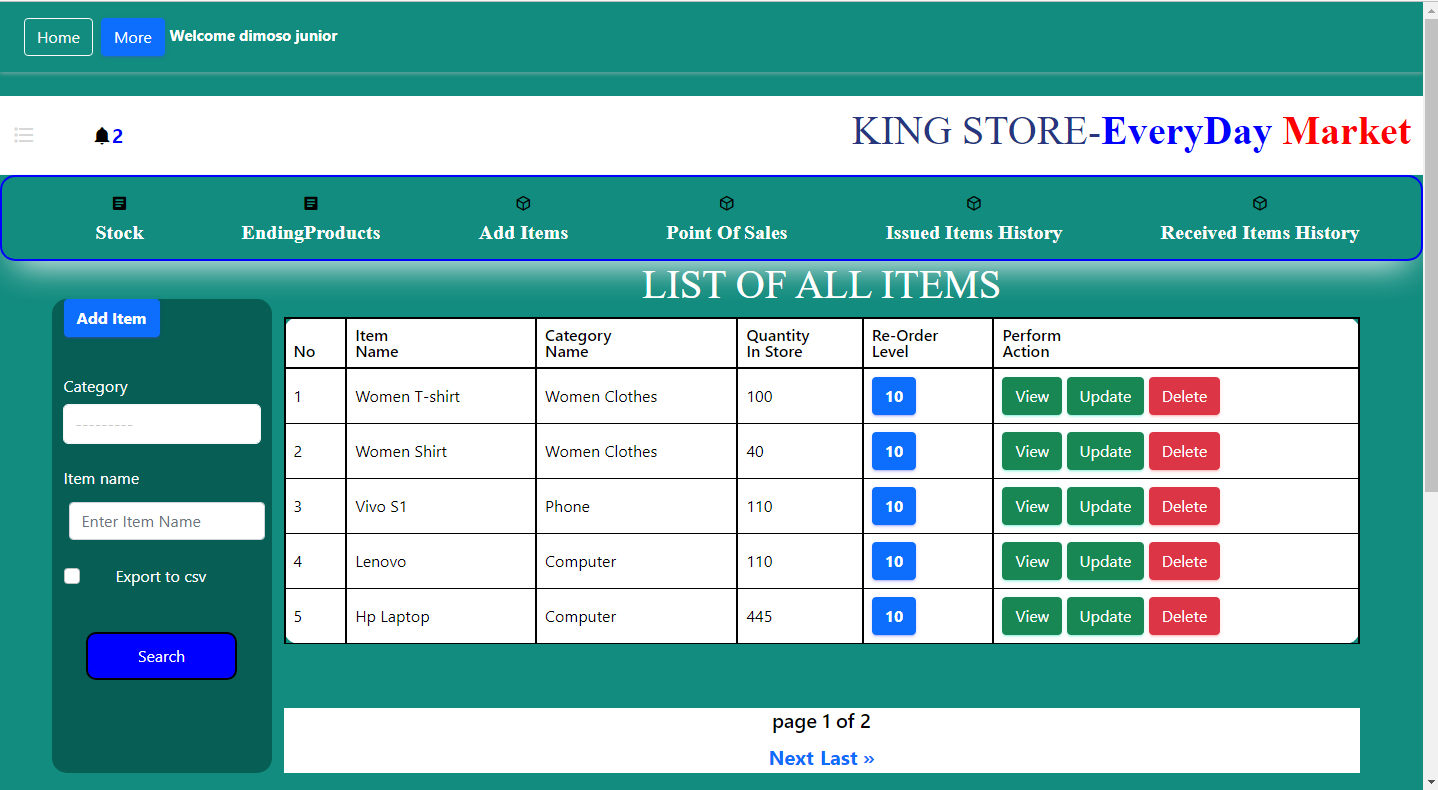 Home More Welcome dimoso junior
2 KING STORE-EveryDay Market
Stock EndingProducts Add Items Point Of Sales Issued Items History Received Items History
LIST OF ALL ITEMS
Add Item
Category
---------
Item name
Enter Item Name
Export to csv
Search
No Item Name Category Name Quantity In Store Re-Order Level Perform Action
1 Women T-shirt Women Clothes 100 10 View Update Delete
2 Women Shirt Women Clothes 40 10 View Update Delete
3 Vivo S1 Phone 110 10 View Update Delete
4 Lenovo Computer 110 10 View Update Delete
5 Hp Laptop Computer 445 10 View Update Delete
page 1 of 2
Next Last »